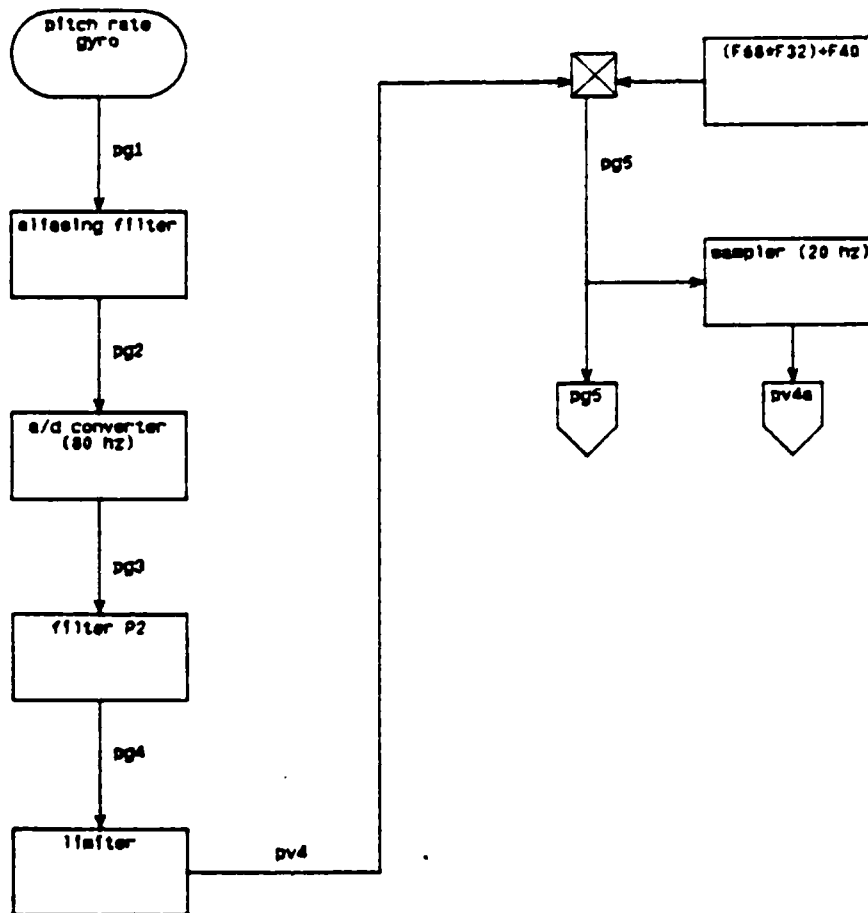 pitch rate
gyro
pg1
aliasing filter
pg2
a/d converter
(80 hz)
pg3
filter P2
pg4
limiter
pv4
(F68+F32)+F40
pg5
sampler (20 hz)
pg5
pv4a